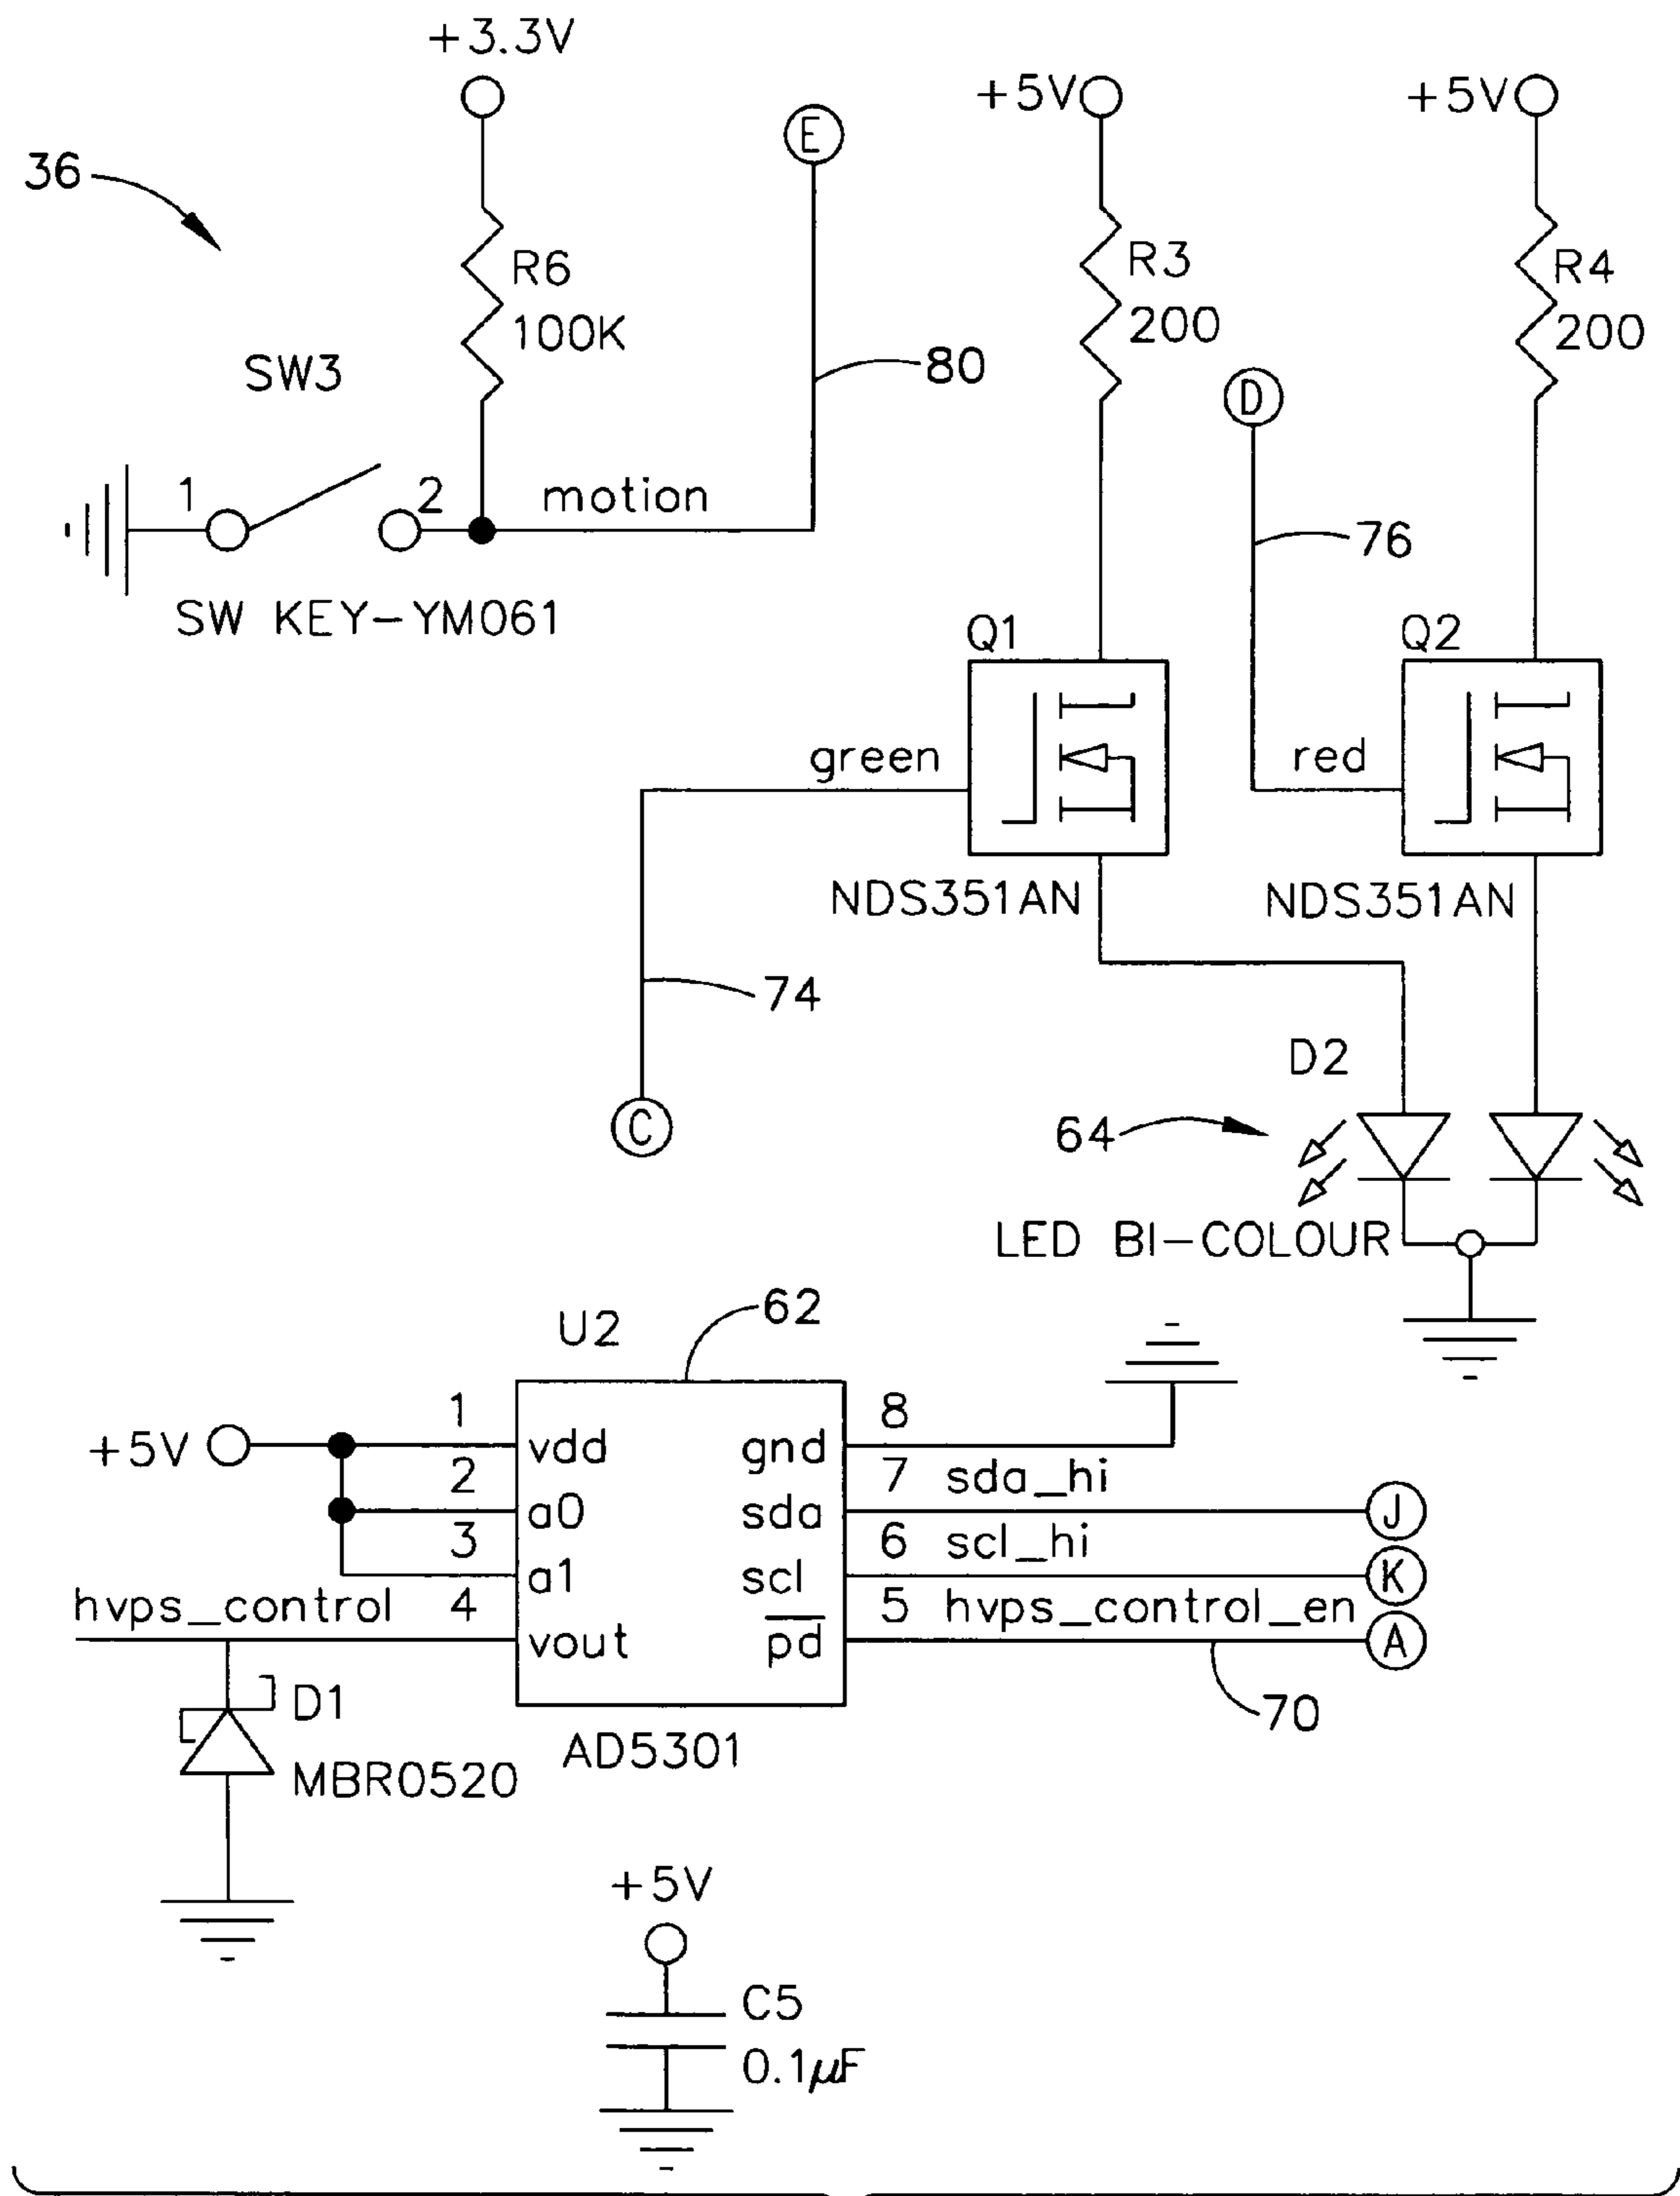 +3.3V
+5V
+5V
E
36
R6
100K
R3
200
R4
200
SW3
80
D
1
2
motion
76
SW KEY-YM061
Q1
Q2
green
red
NDS351AN
NDS351AN
74
D2
C
64
LED BI-COLOUR
62
U2
1
8
+5V
vdd
gnd
2
7
sda_hi
a0
sda
J
3
6
scl_hi
a1
scl
K
hvps_control
4
5
hvps_control_en
vout
pd
A
D1
70
MBR0520
AD5301
+5V
C5
0.1µF